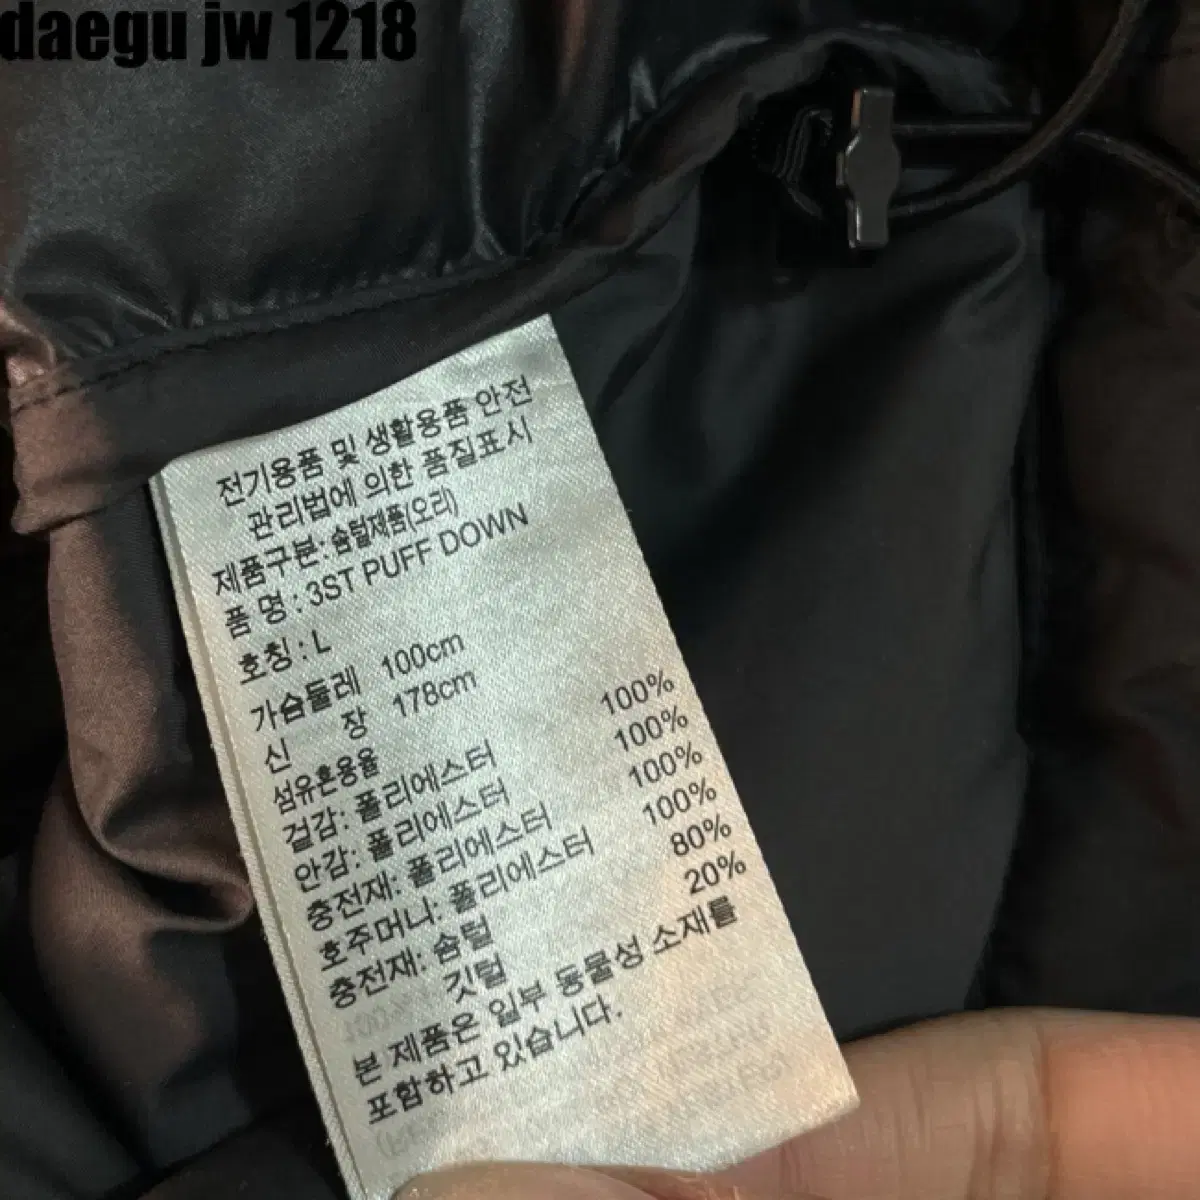 daegu jw 1218
전기용품 및 생활용품 안전
관리법에 의한 품질표시
제품구분 : 솜털제품(오리)
품 명 : 3ST PUFF DOWN
호칭 : L
가슴둘레 100cm
신 장 178cm
섬유혼용율
겉감: 폴리에스터 100%
안감: 폴리에스터 100%
충전재: 폴리에스터 100%
호주머니: 폴리에스터 100%
충전재: 솜털 80%
깃털 20%
본 제품은 일부 동물성 소재를
포함하고 있습니다.